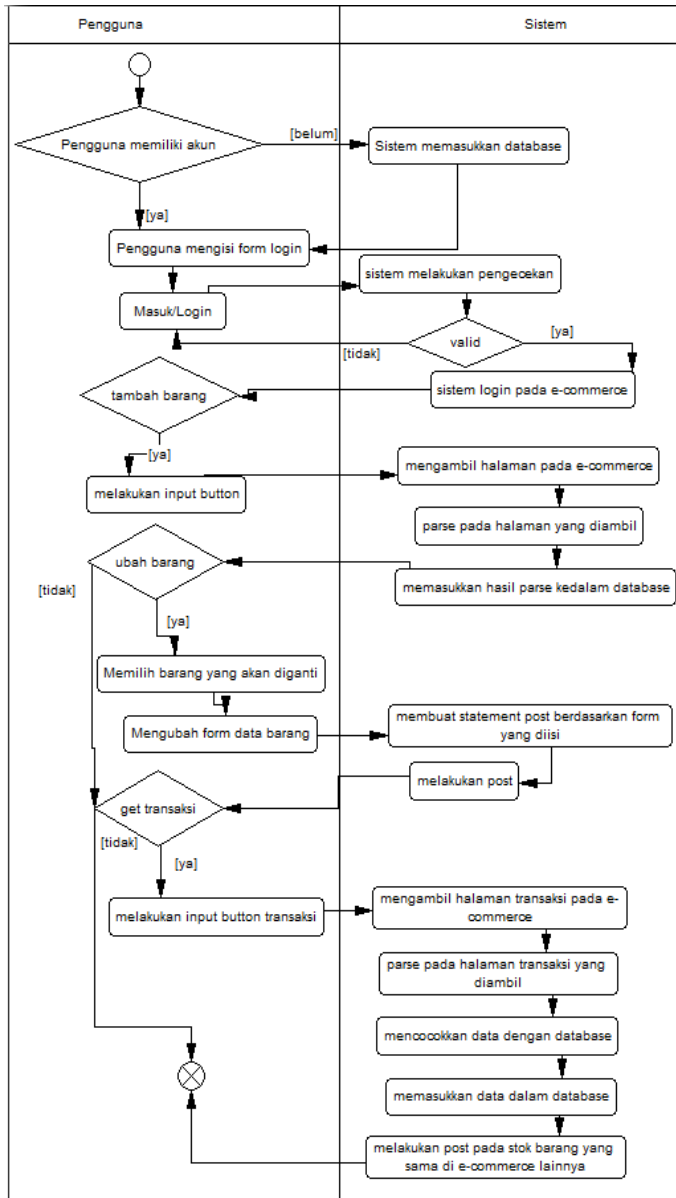 Pengguna
Sistem
Pengguna memiliki akun
[belum]
Sistem memasukkan database
[ya]
Pengguna mengisi form login
sistem melakukan pengecekan
Masuk/Login
valid
[ya]
[tidak]
sistem login pada e-commerce
tambah barang
[ya]
mengambil halaman pada e-commerce
melakukan input button
parse pada halaman yang diambil
ubah barang
memasukkan hasil parse kedalam database
[tidak]
[ya]
Memilih barang yang akan diganti
Mengubah form data barang
membuat statement post berdasarkan form
yang diisi
melakukan post
get transaksi
[tidak]
[ya]
melakukan input button transaksi
mengambil halaman transaksi pada e-
commerce
parse pada halaman transaksi yang
diambil
mencocokkan data dengan database
memasukkan data dalam database
melakukan post pada stok barang yang
sama di e-commerce lainnya